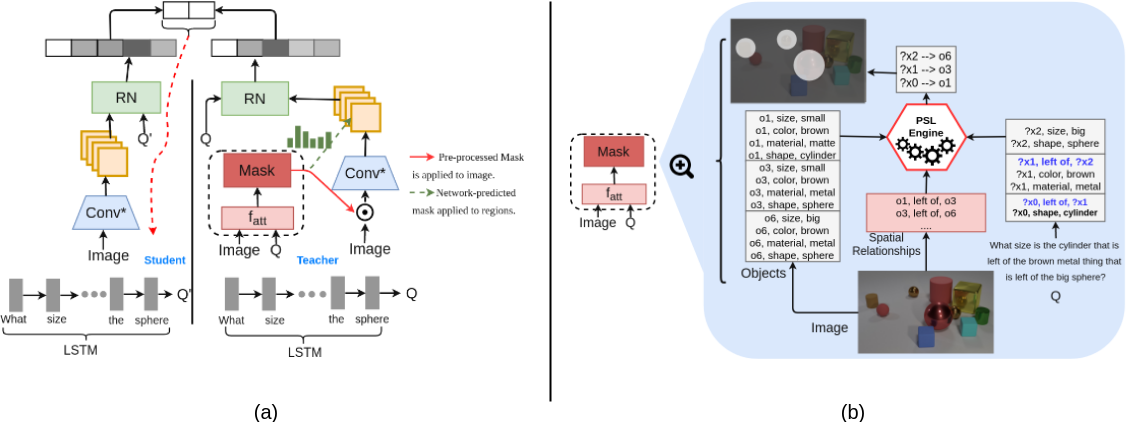 RN
Q'
Conv*
Image
Student
What size the sphere
Q'
LSTM
RN
Q
Mask
f_att
Image Q
Conv*
Image
Teacher
What size the sphere
Q
LSTM
Pre-processed Mask
is applied to image.
Network-predicted
mask applied to regions.
(a)
Mask
f_att
Image Q
?x2 --> o6
?x1 --> o3
?x0 --> o1
PSL
Engine
o1, size, small
o1, color, brown
o1, material, matte
o1, shape, cylinder
o3, size, small
o3, color, brown
o3, material, metal
o3, shape, sphere
o6, size, big
o6, color, brown
o6, material, metal
o6, shape, sphere
Objects
?x2, size, big
?x2, shape, sphere
?x1, left of, ?x2
?x1, color, brown
?x1, material, metal
?x0, left of, ?x1
?x0, shape, cylinder
o1, left of, o3
o3, left of, o6
....
Spatial
Relationships
What size is the cylinder that is
left of the brown metal thing that
is left of the big sphere?
Q
Image
(b)